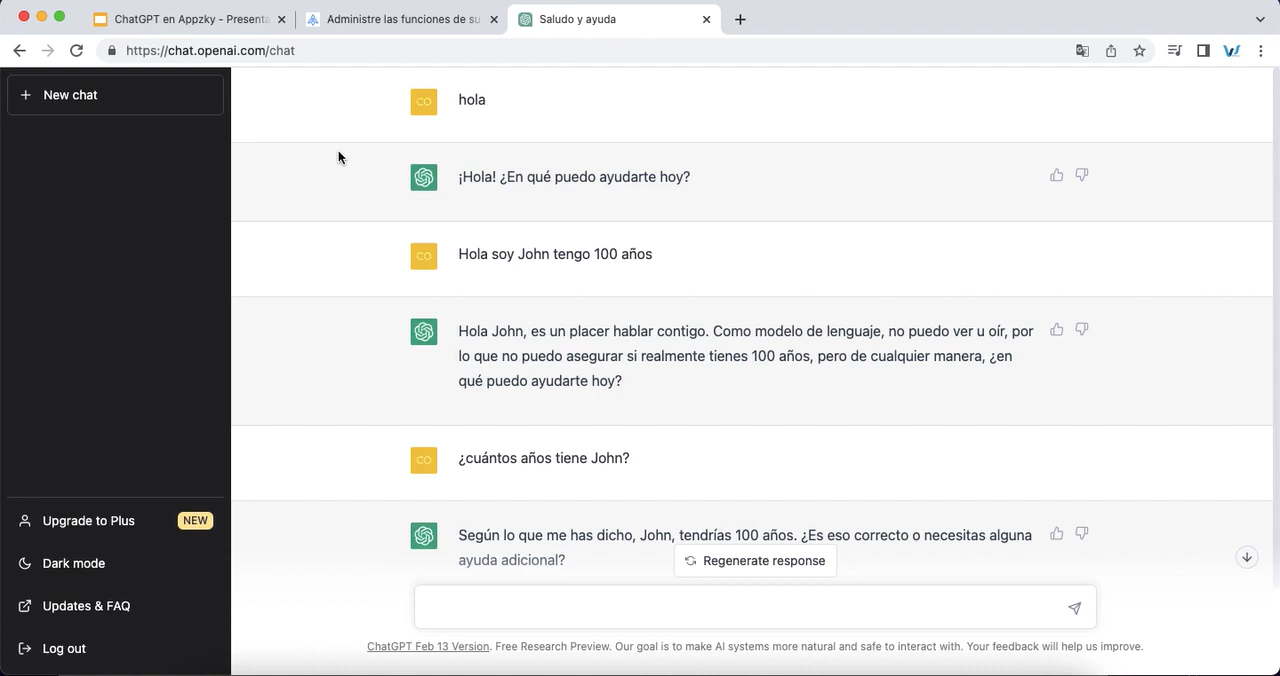 ChatGPT en Appzky - Presenta
Administre las funciones de su
Saludo y ayuda
https://chat.openai.com/chat
New chat
CO
hola
¡Hola! ¿En qué puedo ayudarte hoy?
CO
Hola soy John tengo 100 años
Hola John, es un placer hablar contigo. Como modelo de lenguaje, no puedo ver u oír, por
lo que no puedo asegurar si realmente tienes 100 años, pero de cualquier manera, ¿en
qué puedo ayudarte hoy?
CO
¿cuántos años tiene John?
Según lo que me has dicho, John, tendrías 100 años. ¿Es eso correcto o necesitas alguna
ayuda adicional?
Regenerate response
Upgrade to Plus
NEW
Dark mode
Updates & FAQ
Log out
ChatGPT Feb 13 Version. Free Research Preview. Our goal is to make AI systems more natural and safe to interact with. Your feedback will help us improve.